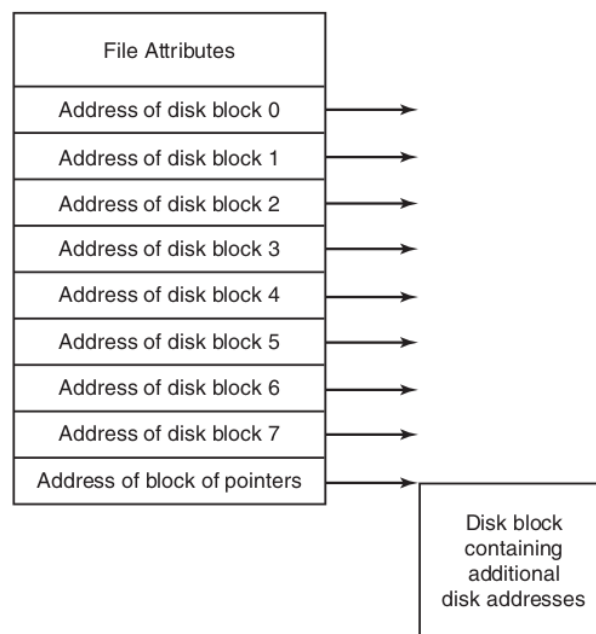 File Attributes
Address of disk block 0
Address of disk block 1
Address of disk block 2
Address of disk block 3
Address of disk block 4
Address of disk block 5
Address of disk block 6
Address of disk block 7
Address of block of pointers
Disk block
containing
additional
disk addresses